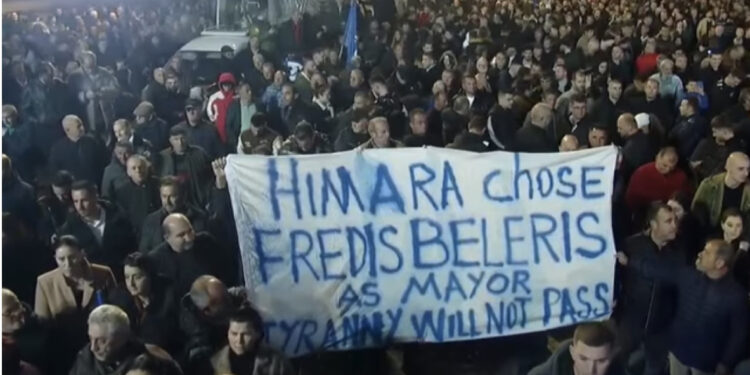 HIMARA chose
FREDIS BELERIS
AS MAYOR
TYRANNY WILL NOT PASS